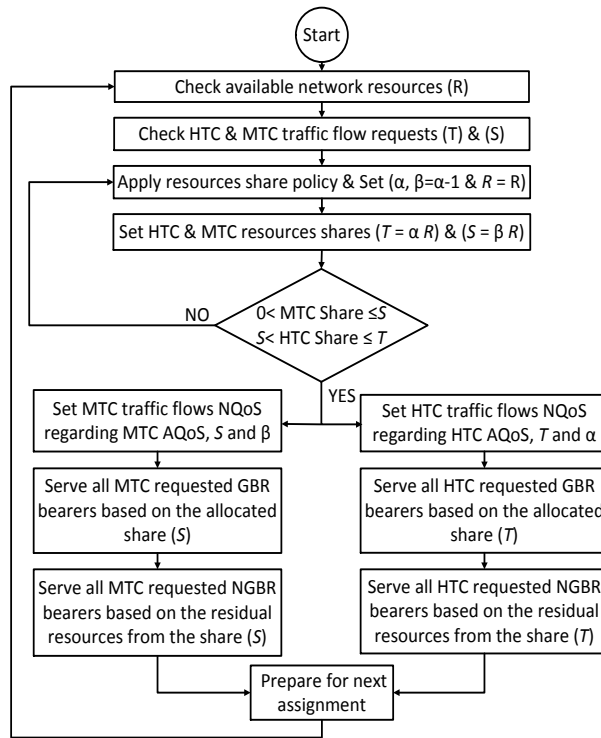 Start
Check available network resources (R)
Check HTC & MTC traffic flow requests (T) & (S)
Apply resources share policy & Set (α, β=α-1 & R = R)
Set HTC & MTC resources shares (T = α R) & (S = β R)
NO
0< MTC Share ≤S
S< HTC Share ≤ T
YES
Set MTC traffic flows NQoS
regarding MTC AQoS, S and β
Set HTC traffic flows NQoS
regarding HTC AQoS, T and α
Serve all MTC requested GBR
bearers based on the allocated
share (S)
Serve all HTC requested GBR
bearers based on the allocated
share (T)
Serve all MTC requested NGBR
bearers based on the residual
resources from the share (S)
Serve all HTC requested NGBR
bearers based on the residual
resources from the share (T)
Prepare for next
assignment